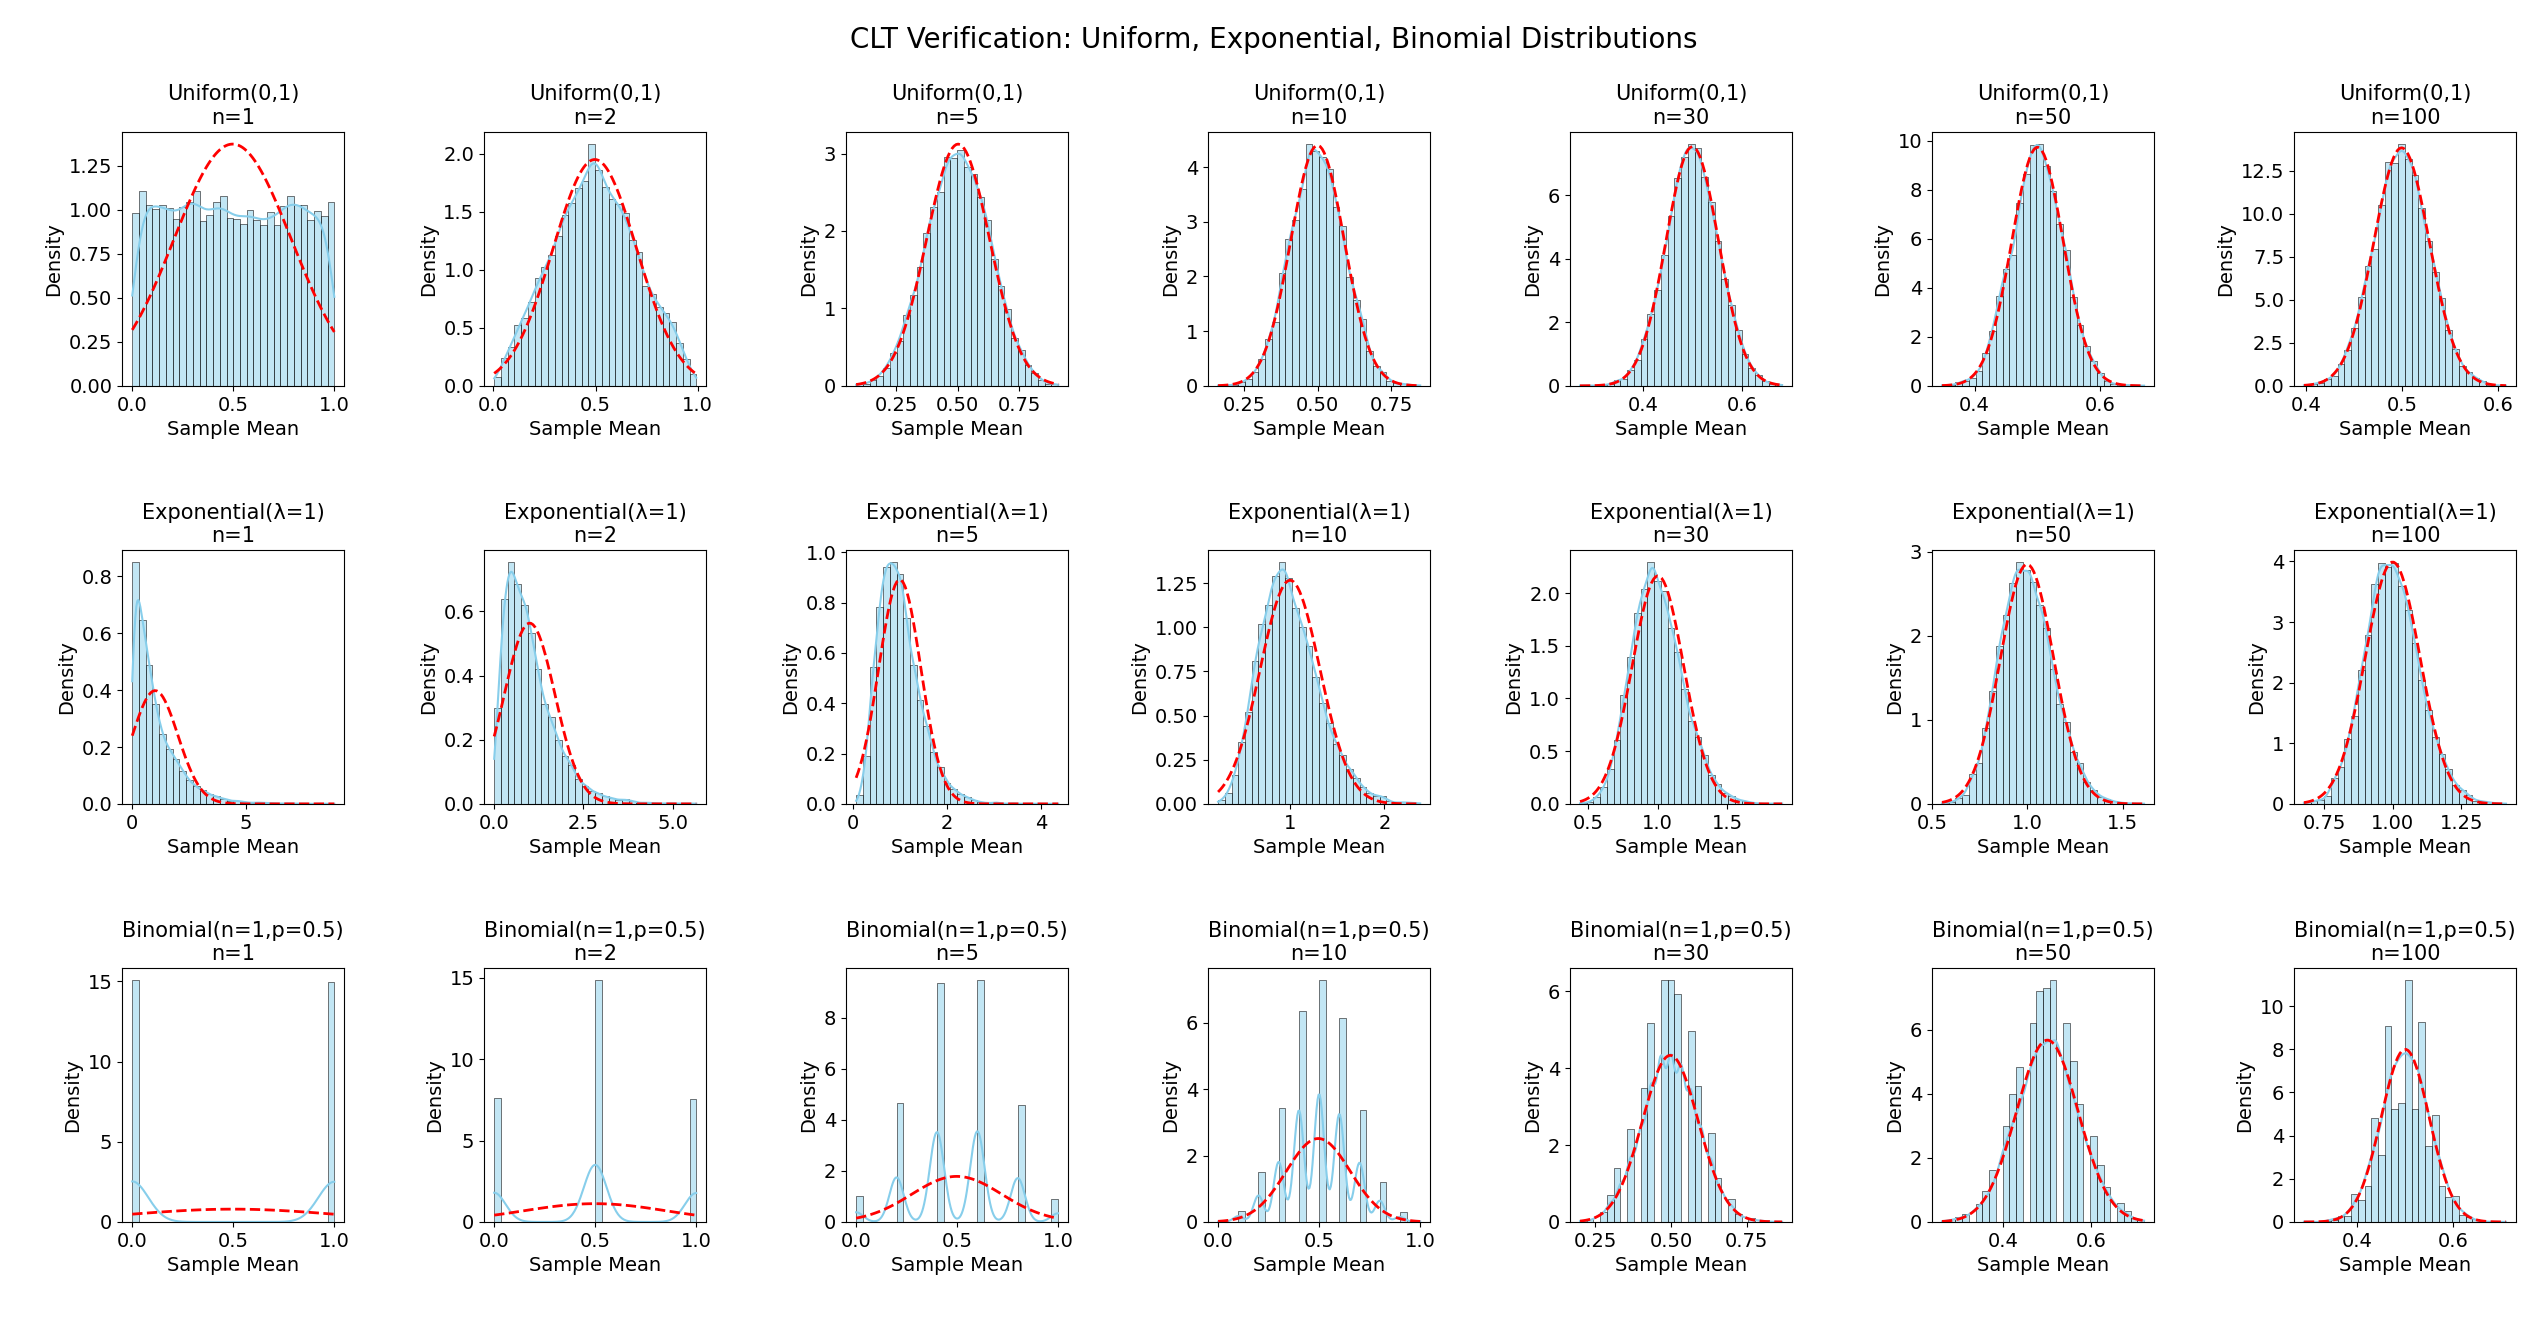 CLT Verification: Uniform, Exponential, Binomial Distributions
Uniform(0,1)
n=1
Density
1.25
1.00
0.75
0.50
0.25
0.00
0.0 0.5 1.0
Sample Mean
Uniform(0,1)
n=2
Density
2.0
1.5
1.0
0.5
0.0
0.0 0.5 1.0
Sample Mean
Uniform(0,1)
n=5
Density
3
2
1
0
0.25 0.50 0.75
Sample Mean
Uniform(0,1)
n=10
Density
4
3
2
1
0
0.25 0.50 0.75
Sample Mean
Uniform(0,1)
n=30
Density
6
4
2
0
0.4 0.6
Sample Mean
Uniform(0,1)
n=50
Density
10
8
6
4
2
0
0.4 0.6
Sample Mean
Uniform(0,1)
n=100
Density
12.5
10.0
7.5
5.0
2.5
0.0
0.4 0.5 0.6
Sample Mean
Exponential(λ=1)
n=1
Density
0.8
0.6
0.4
0.2
0.0
0 5
Sample Mean
Exponential(λ=1)
n=2
Density
0.6
0.4
0.2
0.0
0.0 2.5 5.0
Sample Mean
Exponential(λ=1)
n=5
Density
1.0
0.8
0.6
0.4
0.2
0.0
0 2 4
Sample Mean
Exponential(λ=1)
n=10
Density
1.25
1.00
0.75
0.50
0.25
0.00
1 2
Sample Mean
Exponential(λ=1)
n=30
Density
2.0
1.5
1.0
0.5
0.0
0.5 1.0 1.5
Sample Mean
Exponential(λ=1)
n=50
Density
3
2
1
0
0.5 1.0 1.5
Sample Mean
Exponential(λ=1)
n=100
Density
4
3
2
1
0
0.75 1.00 1.25
Sample Mean
Binomial(n=1,p=0.5)
n=1
Density
15
10
5
0
0.0 0.5 1.0
Sample Mean
Binomial(n=1,p=0.5)
n=2
Density
15
10
5
0
0.0 0.5 1.0
Sample Mean
Binomial(n=1,p=0.5)
n=5
Density
8
6
4
2
0
0.0 0.5 1.0
Sample Mean
Binomial(n=1,p=0.5)
n=10
Density
6
4
2
0
0.0 0.5 1.0
Sample Mean
Binomial(n=1,p=0.5)
n=30
Density
6
4
2
0
0.25 0.50 0.75
Sample Mean
Binomial(n=1,p=0.5)
n=50
Density
6
4
2
0
0.4 0.6
Sample Mean
Binomial(n=1,p=0.5)
n=100
Density
10
8
6
4
2
0
0.4 0.6
Sample Mean